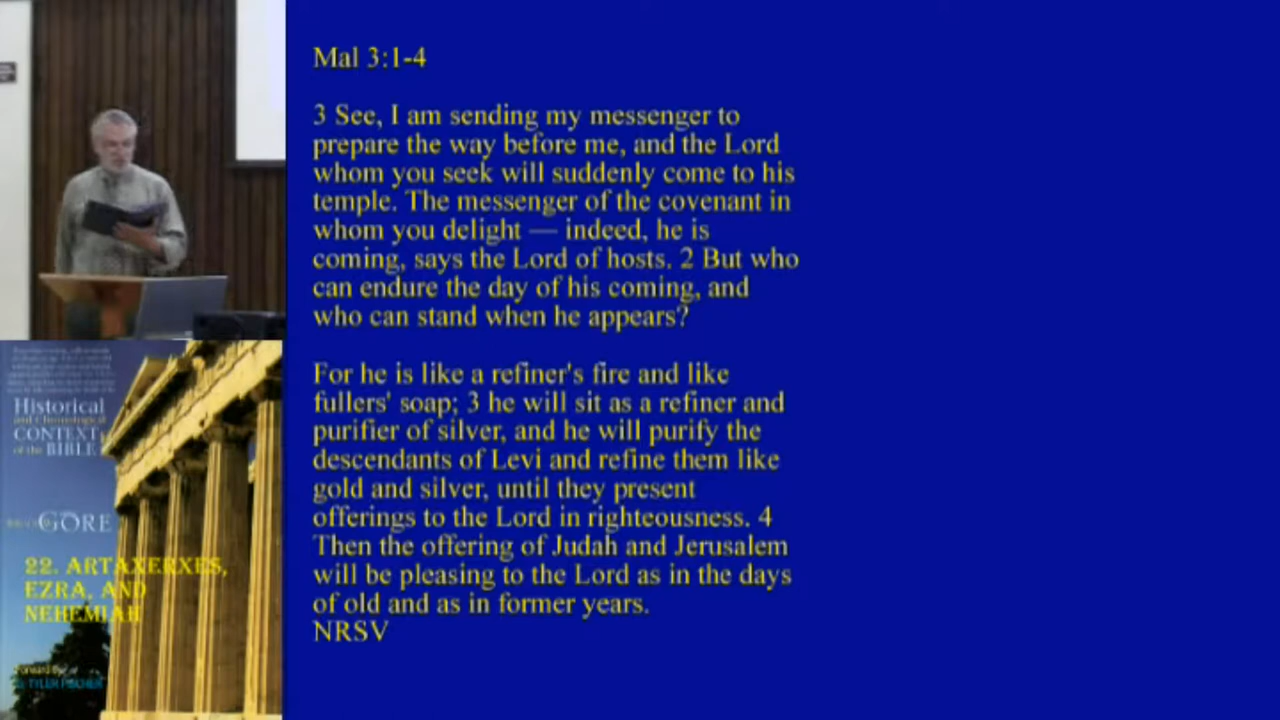 Mal 3:1-4
3 See, I am sending my messenger to
prepare the way before me, and the Lord
whom you seek will suddenly come to his
temple. The messenger of the covenant in
whom you delight — indeed, he is
coming, says the Lord of hosts. 2 But who
can endure the day of his coming, and
who can stand when he appears?
For he is like a refiner's fire and like
fullers' soap; 3 he will sit as a refiner and
purifier of silver, and he will purify the
descendants of Levi and refine them like
gold and silver, until they present
offerings to the Lord in righteousness. 4
Then the offering of Judah and Jerusalem
will be pleasing to the Lord as in the days
of old and as in former years.
NRSV
Historical
and Chronological
CONTEXT
of the BIBLE
GORE
22. ARTAXERXES,
EZRA, AND
NEHEMIAH